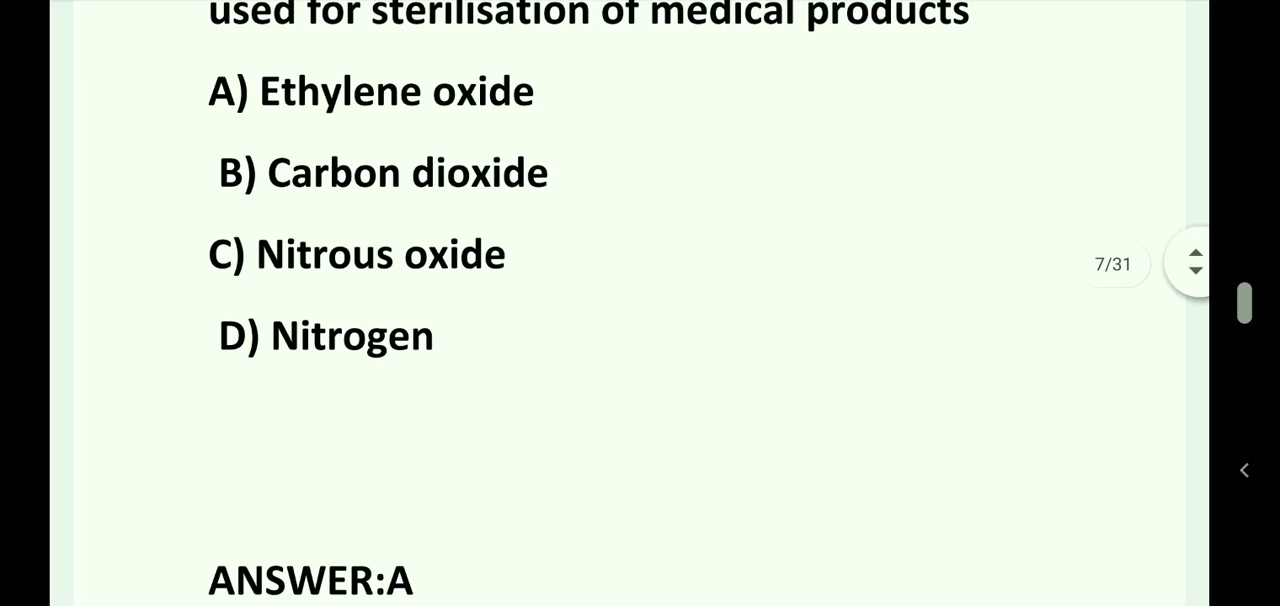 used for sterilisation of medical products
A) Ethylene oxide
B) Carbon dioxide
C) Nitrous oxide
7/31
D) Nitrogen
ANSWER:A